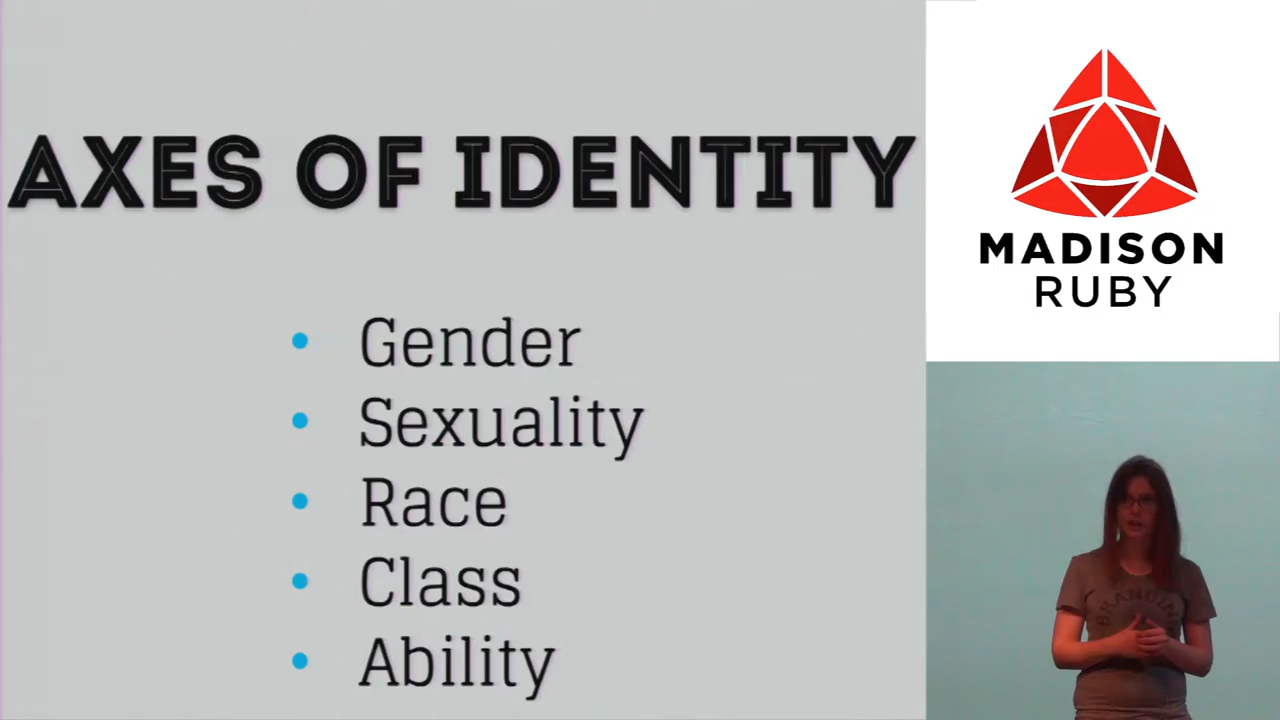 AXES OF IDENTITY
Gender
Sexuality
Race
Class
Ability
MADISON
RUBY